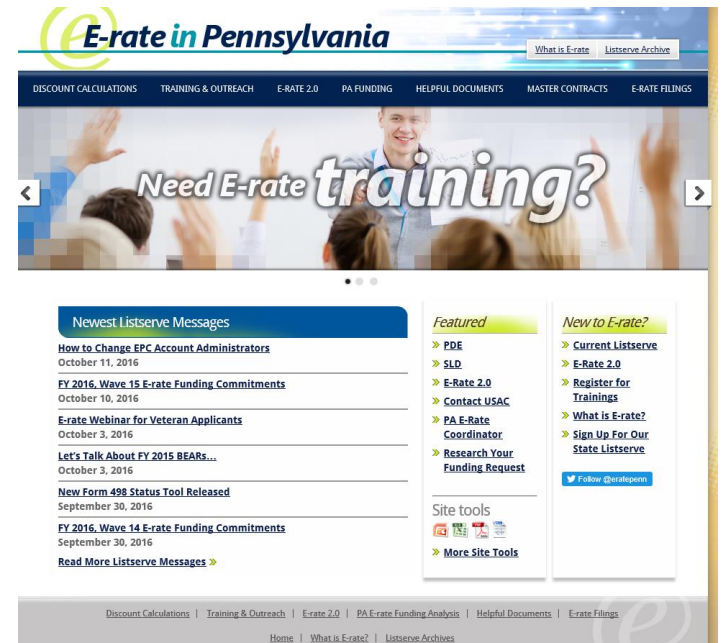 E-rate in Pennsylvania
What is E-rate Listserve Archive
DISCOUNT CALCULATIONS TRAINING & OUTREACH E-RATE 2.0 PA FUNDING HELPFUL DOCUMENTS MASTER CONTRACTS E-RATE FILINGS
Need E-rate training?
Newest Listserve Messages
How to Change EPC Account Administrators
October 11, 2016
FY 2016, Wave 15 E-rate Funding Commitments
October 10, 2016
E-rate Webinar for Veteran Applicants
October 3, 2016
Let's Talk About FY 2015 BEARs...
October 3, 2016
New Form 498 Status Tool Released
September 30, 2016
FY 2016, Wave 14 E-rate Funding Commitments
September 30, 2016
Read More Listserve Messages »
Featured
» PDE
» SLD
» E-Rate 2.0
» Contact USAC
» PA E-Rate
Coordinator
» Research Your
Funding Request
Site tools
» More Site Tools
New to E-rate?
» Current Listserve
» E-Rate 2.0
» Register for
Trainings
» What is E-rate?
» Sign Up For Our
State Listserve
Follow @eratepenn
Discount Calculations | Training & Outreach | E-rate 2.0 | PA E-rate Funding Analysis | Helpful Documents | E-rate Filings
Home | What is E-rate? | Listserve Archives